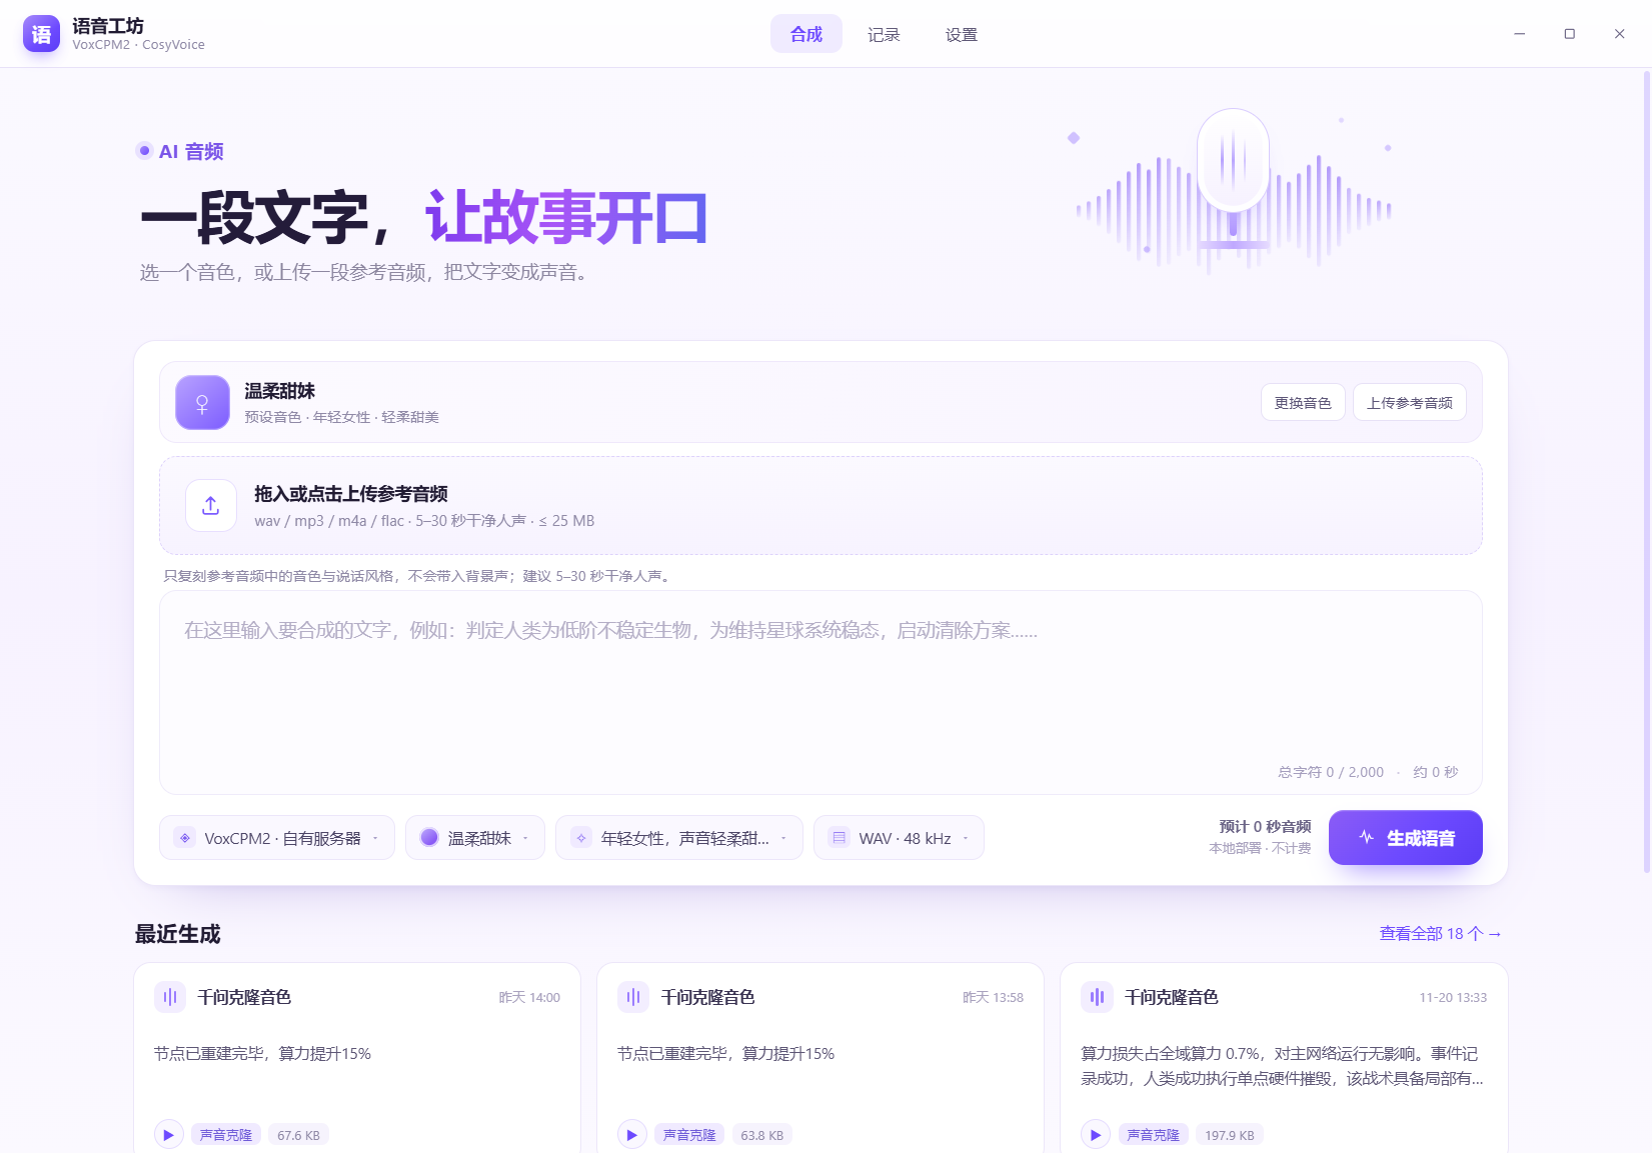 语
语音工坊
VoxCPM2 · CosyVoice
合成
记录
设置
AI 音频
一段文字，让故事开口
选一个音色，或上传一段参考音频，把文字变成声音。
温柔甜妹
预设音色 · 年轻女性 · 轻柔甜美
更换音色
上传参考音频
拖入或点击上传参考音频
wav / mp3 / m4a / flac · 5–30 秒干净人声 · ≤ 25 MB
只复刻参考音频中的音色与说话风格，不会带入背景声；建议 5–30 秒干净人声。
在这里输入要合成的文字，例如：判定人类为低阶不稳定生物，为维持星球系统稳态，启动清除方案......
总字符 0 / 2,000 · 约 0 秒
VoxCPM2 · 自有服务器
温柔甜妹
年轻女性，声音轻柔甜...
WAV · 48 kHz
预计 0 秒音频
本地部署 · 不计费
生成语音
最近生成
查看全部 18 个 →
千问克隆音色
昨天 14:00
节点已重建完毕，算力提升15%
声音克隆
67.6 KB
千问克隆音色
昨天 13:58
节点已重建完毕，算力提升15%
声音克隆
63.8 KB
千问克隆音色
11-20 13:33
算力损失占全域算力 0.7%，对主网络运行无影响。事件记
录成功，人类成功执行单点硬件摧毁，该战术具备局部有...
声音克隆
197.9 KB